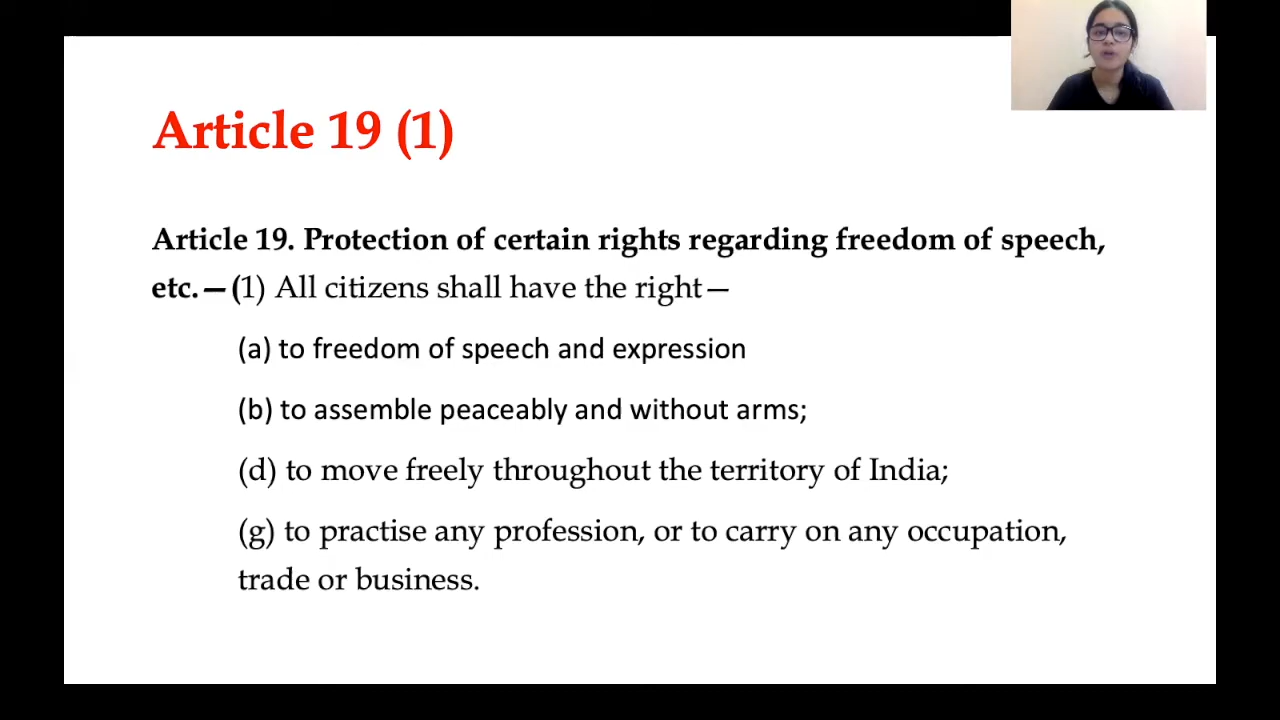 Article 19 (1)
Article 19. Protection of certain rights regarding freedom of speech,
etc.—(1) All citizens shall have the right—
(a) to freedom of speech and expression
(b) to assemble peaceably and without arms;
(d) to move freely throughout the territory of India;
(g) to practise any profession, or to carry on any occupation,
trade or business.